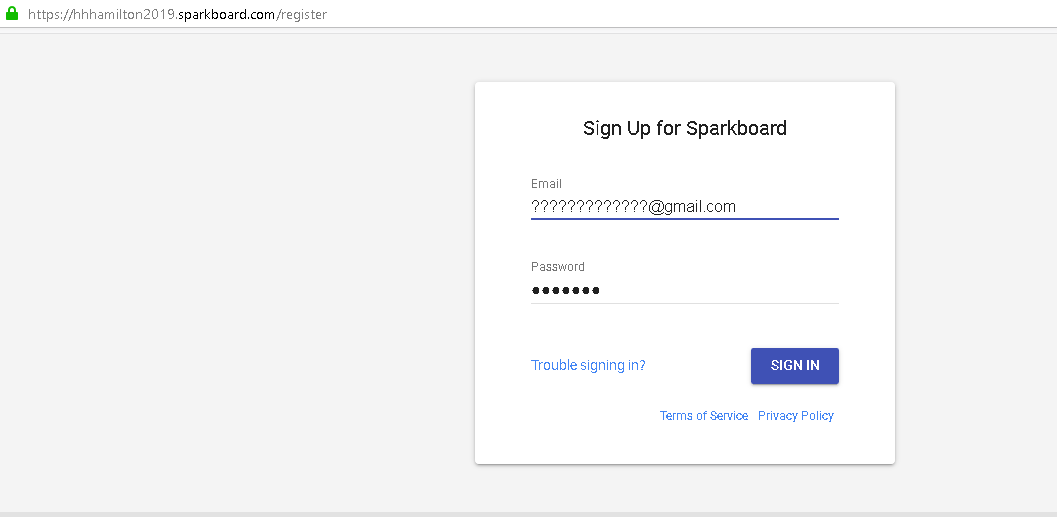 https://hhhamilton2019.sparkboard.com/register
Sign Up for Sparkboard
Email
?????????????@gmail.com
Password
●●●●●●●
Trouble signing in?
SIGN IN
Terms of Service Privacy Policy